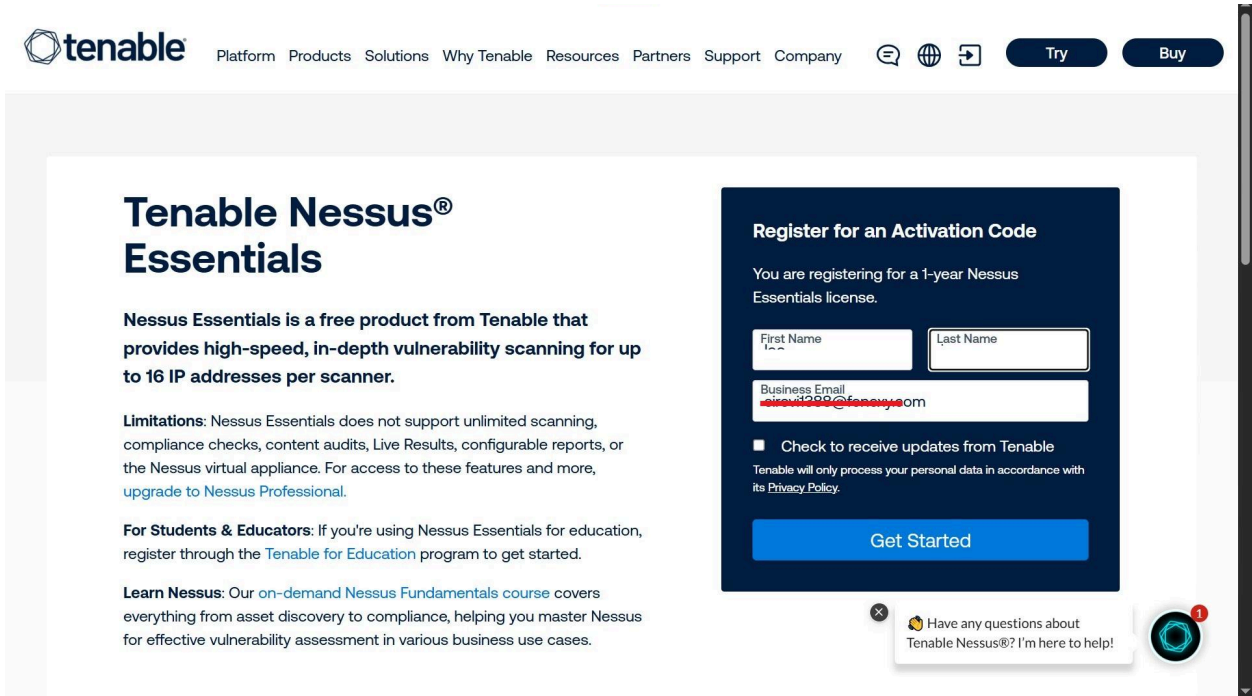 tenable
Platform Products Solutions Why Tenable Resources Partners Support Company
Try
Buy
Tenable Nessus®
Essentials
Nessus Essentials is a free product from Tenable that
provides high-speed, in-depth vulnerability scanning for up
to 16 IP addresses per scanner.
Limitations: Nessus Essentials does not support unlimited scanning,
compliance checks, content audits, Live Results, configurable reports, or
the Nessus virtual appliance. For access to these features and more,
upgrade to Nessus Professional.
For Students & Educators: If you're using Nessus Essentials for education,
register through the Tenable for Education program to get started.
Learn Nessus: Our on-demand Nessus Fundamentals course covers
everything from asset discovery to compliance, helping you master Nessus
for effective vulnerability assessment in various business use cases.
Register for an Activation Code
You are registering for a 1-year Nessus
Essentials license.
First Name
Last Name
Business Email
Check to receive updates from Tenable
Tenable will only process your personal data in accordance with
its Privacy Policy.
Get Started
👋 Have any questions about
Tenable Nessus®? I'm here to help!
1